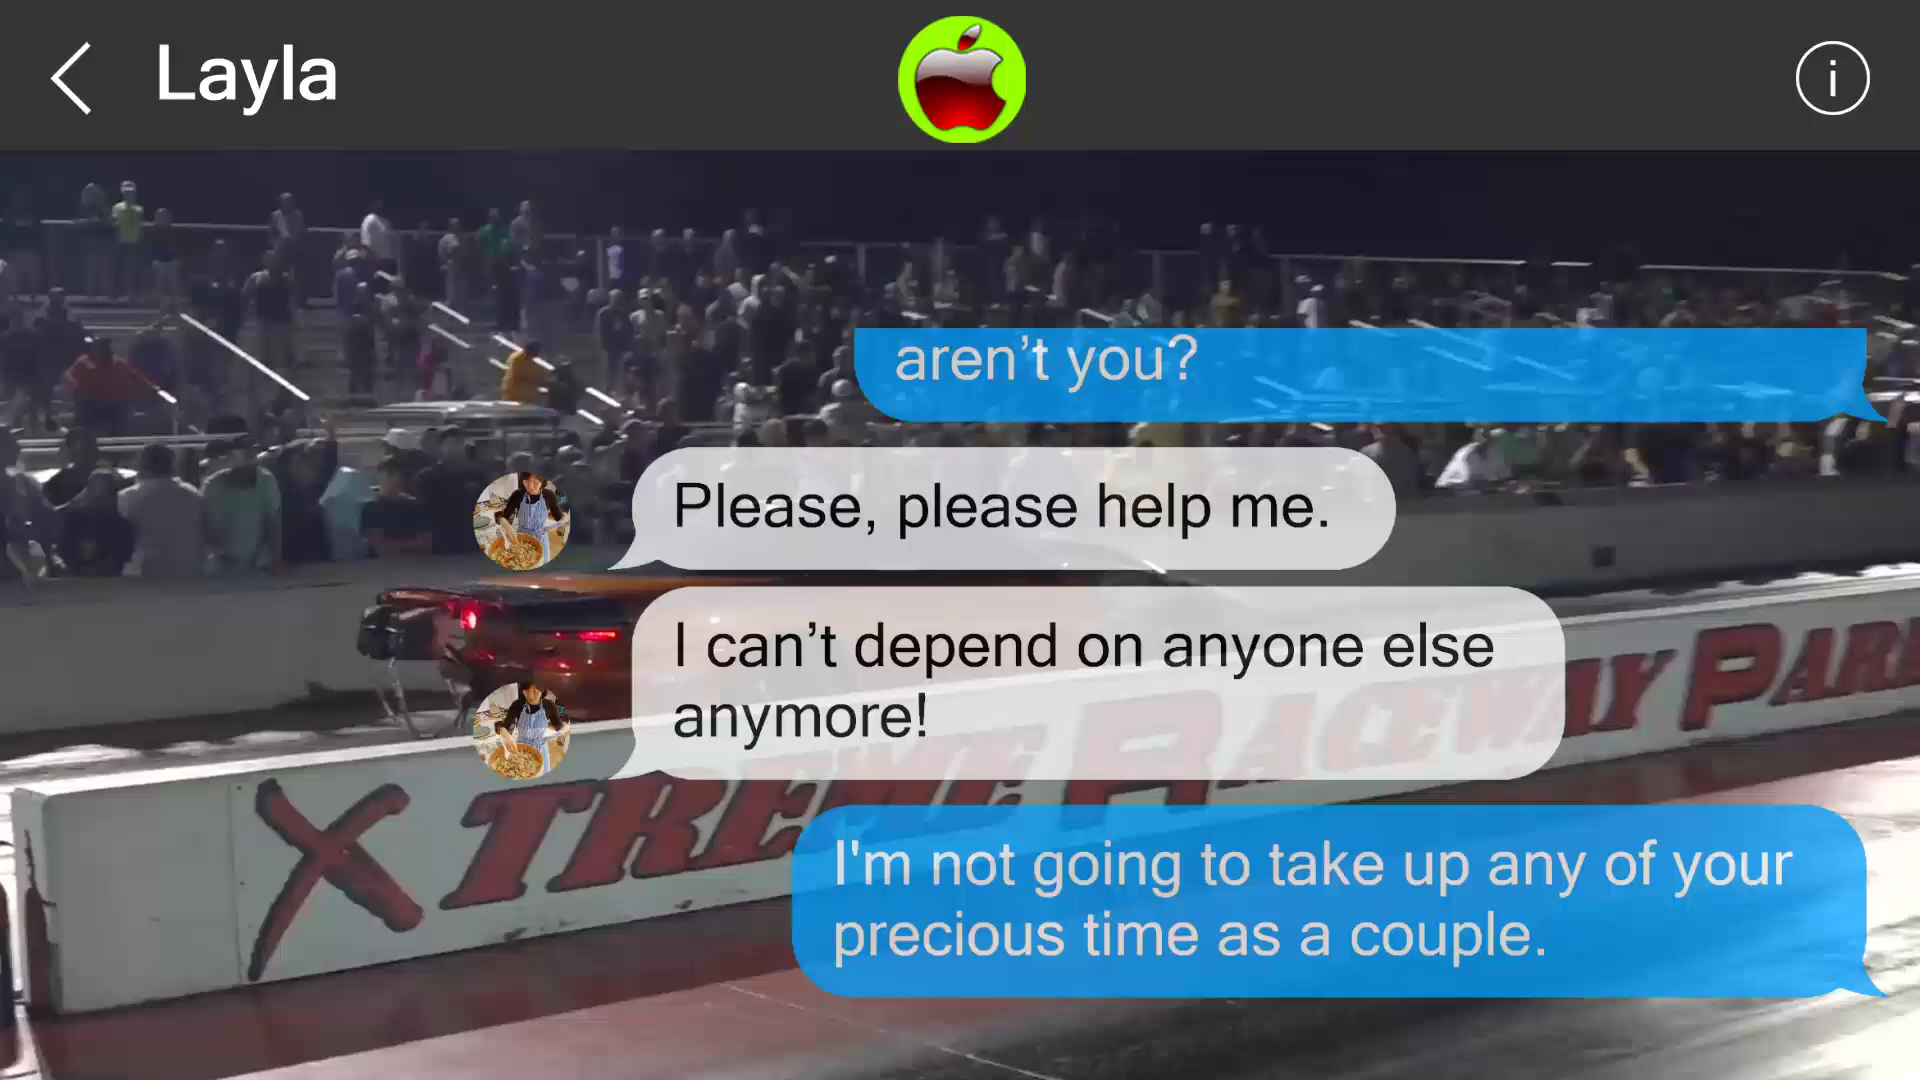 Layla
aren’t you?
Please, please help me.
I can’t depend on anyone else
anymore!
I'm not going to take up any of your
precious time as a couple.
XTREME RACEWAY PARK